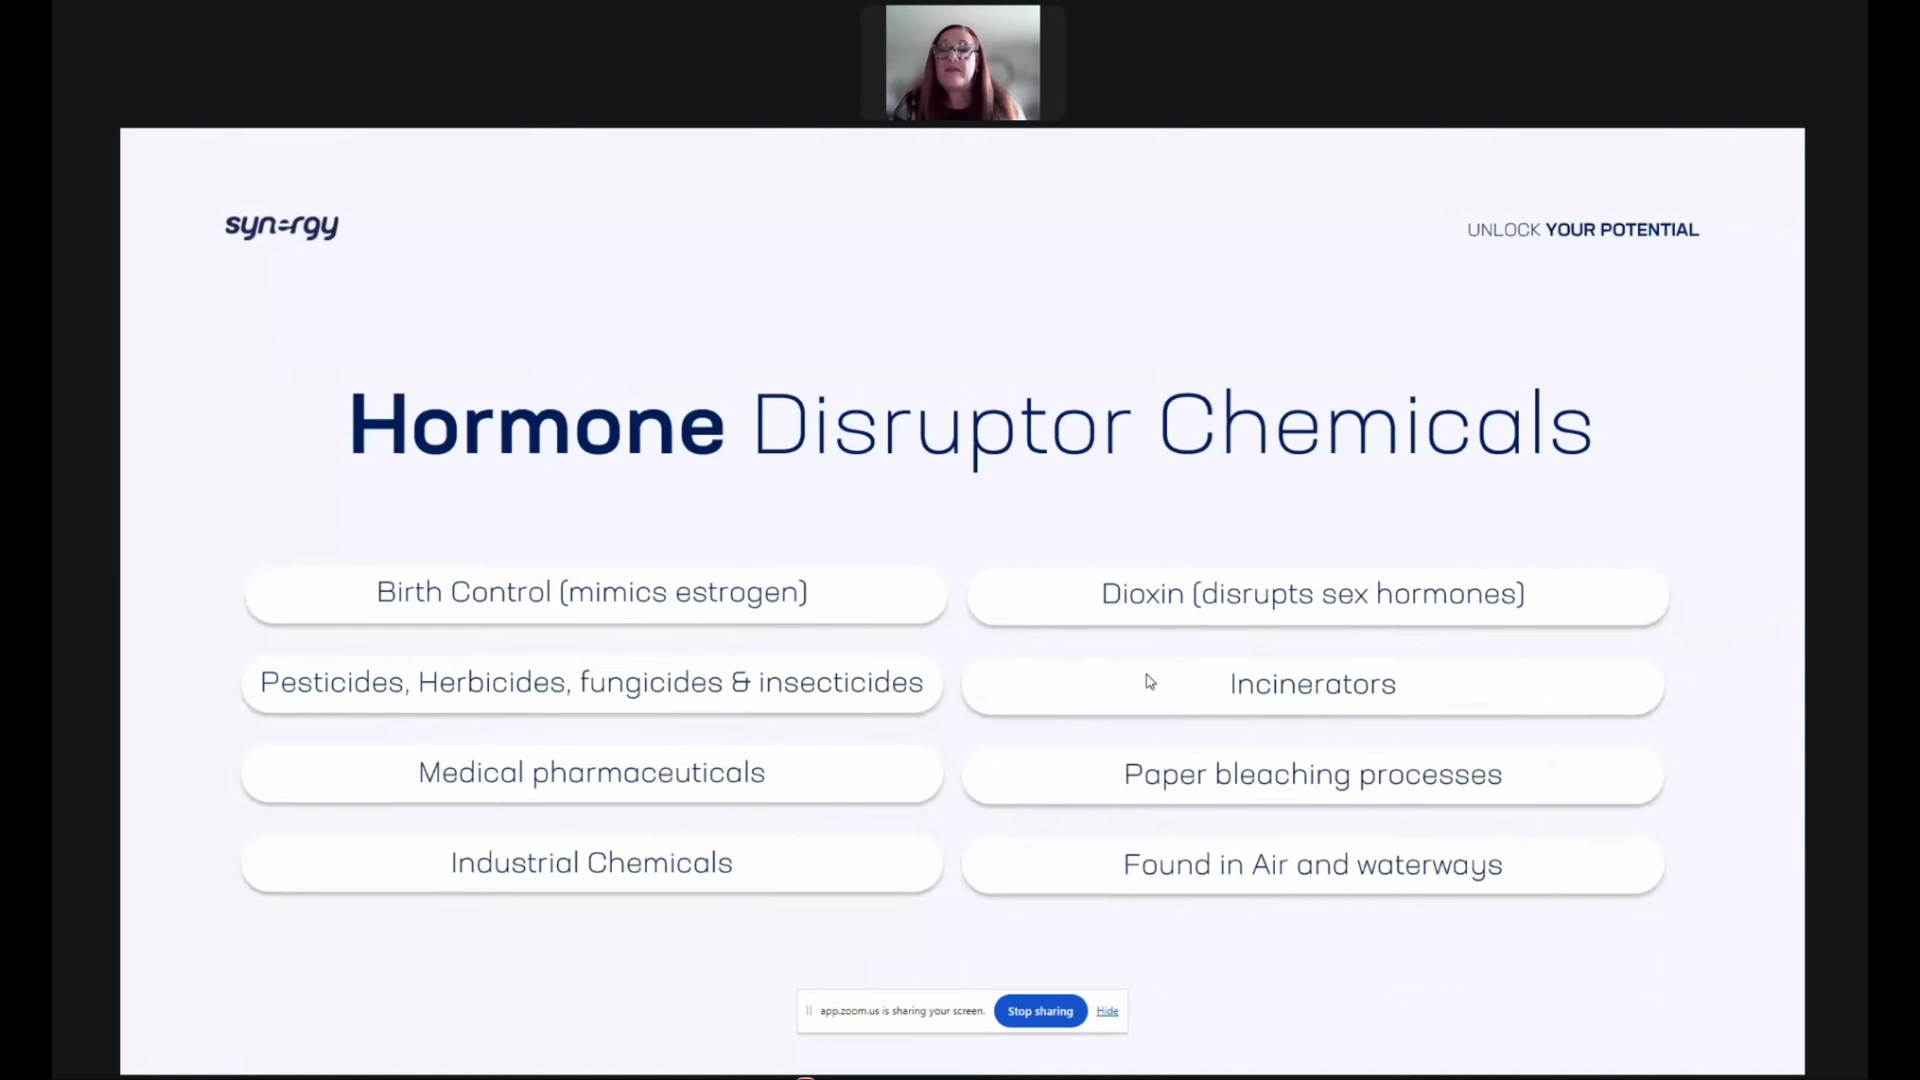 synergy
UNLOCK YOUR POTENTIAL
Hormone Disruptor Chemicals
Birth Control (mimics estrogen)
Dioxin (disrupts sex hormones)
Pesticides, Herbicides, fungicides & insecticides
Incinerators
Medical pharmaceuticals
Paper bleaching processes
Industrial Chemicals
Found in Air and waterways
app.zoom.us is sharing your screen.
Stop sharing
Hide